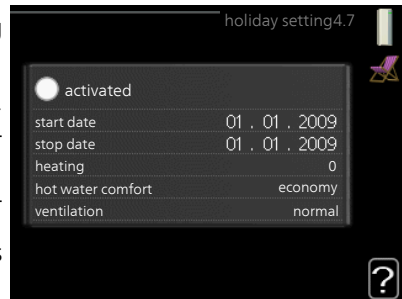 holiday setting4.7
activated
start date 01 . 01 . 2009
stop date 01 . 01 . 2009
heating 0
hot water comfort economy
ventilation normal
?